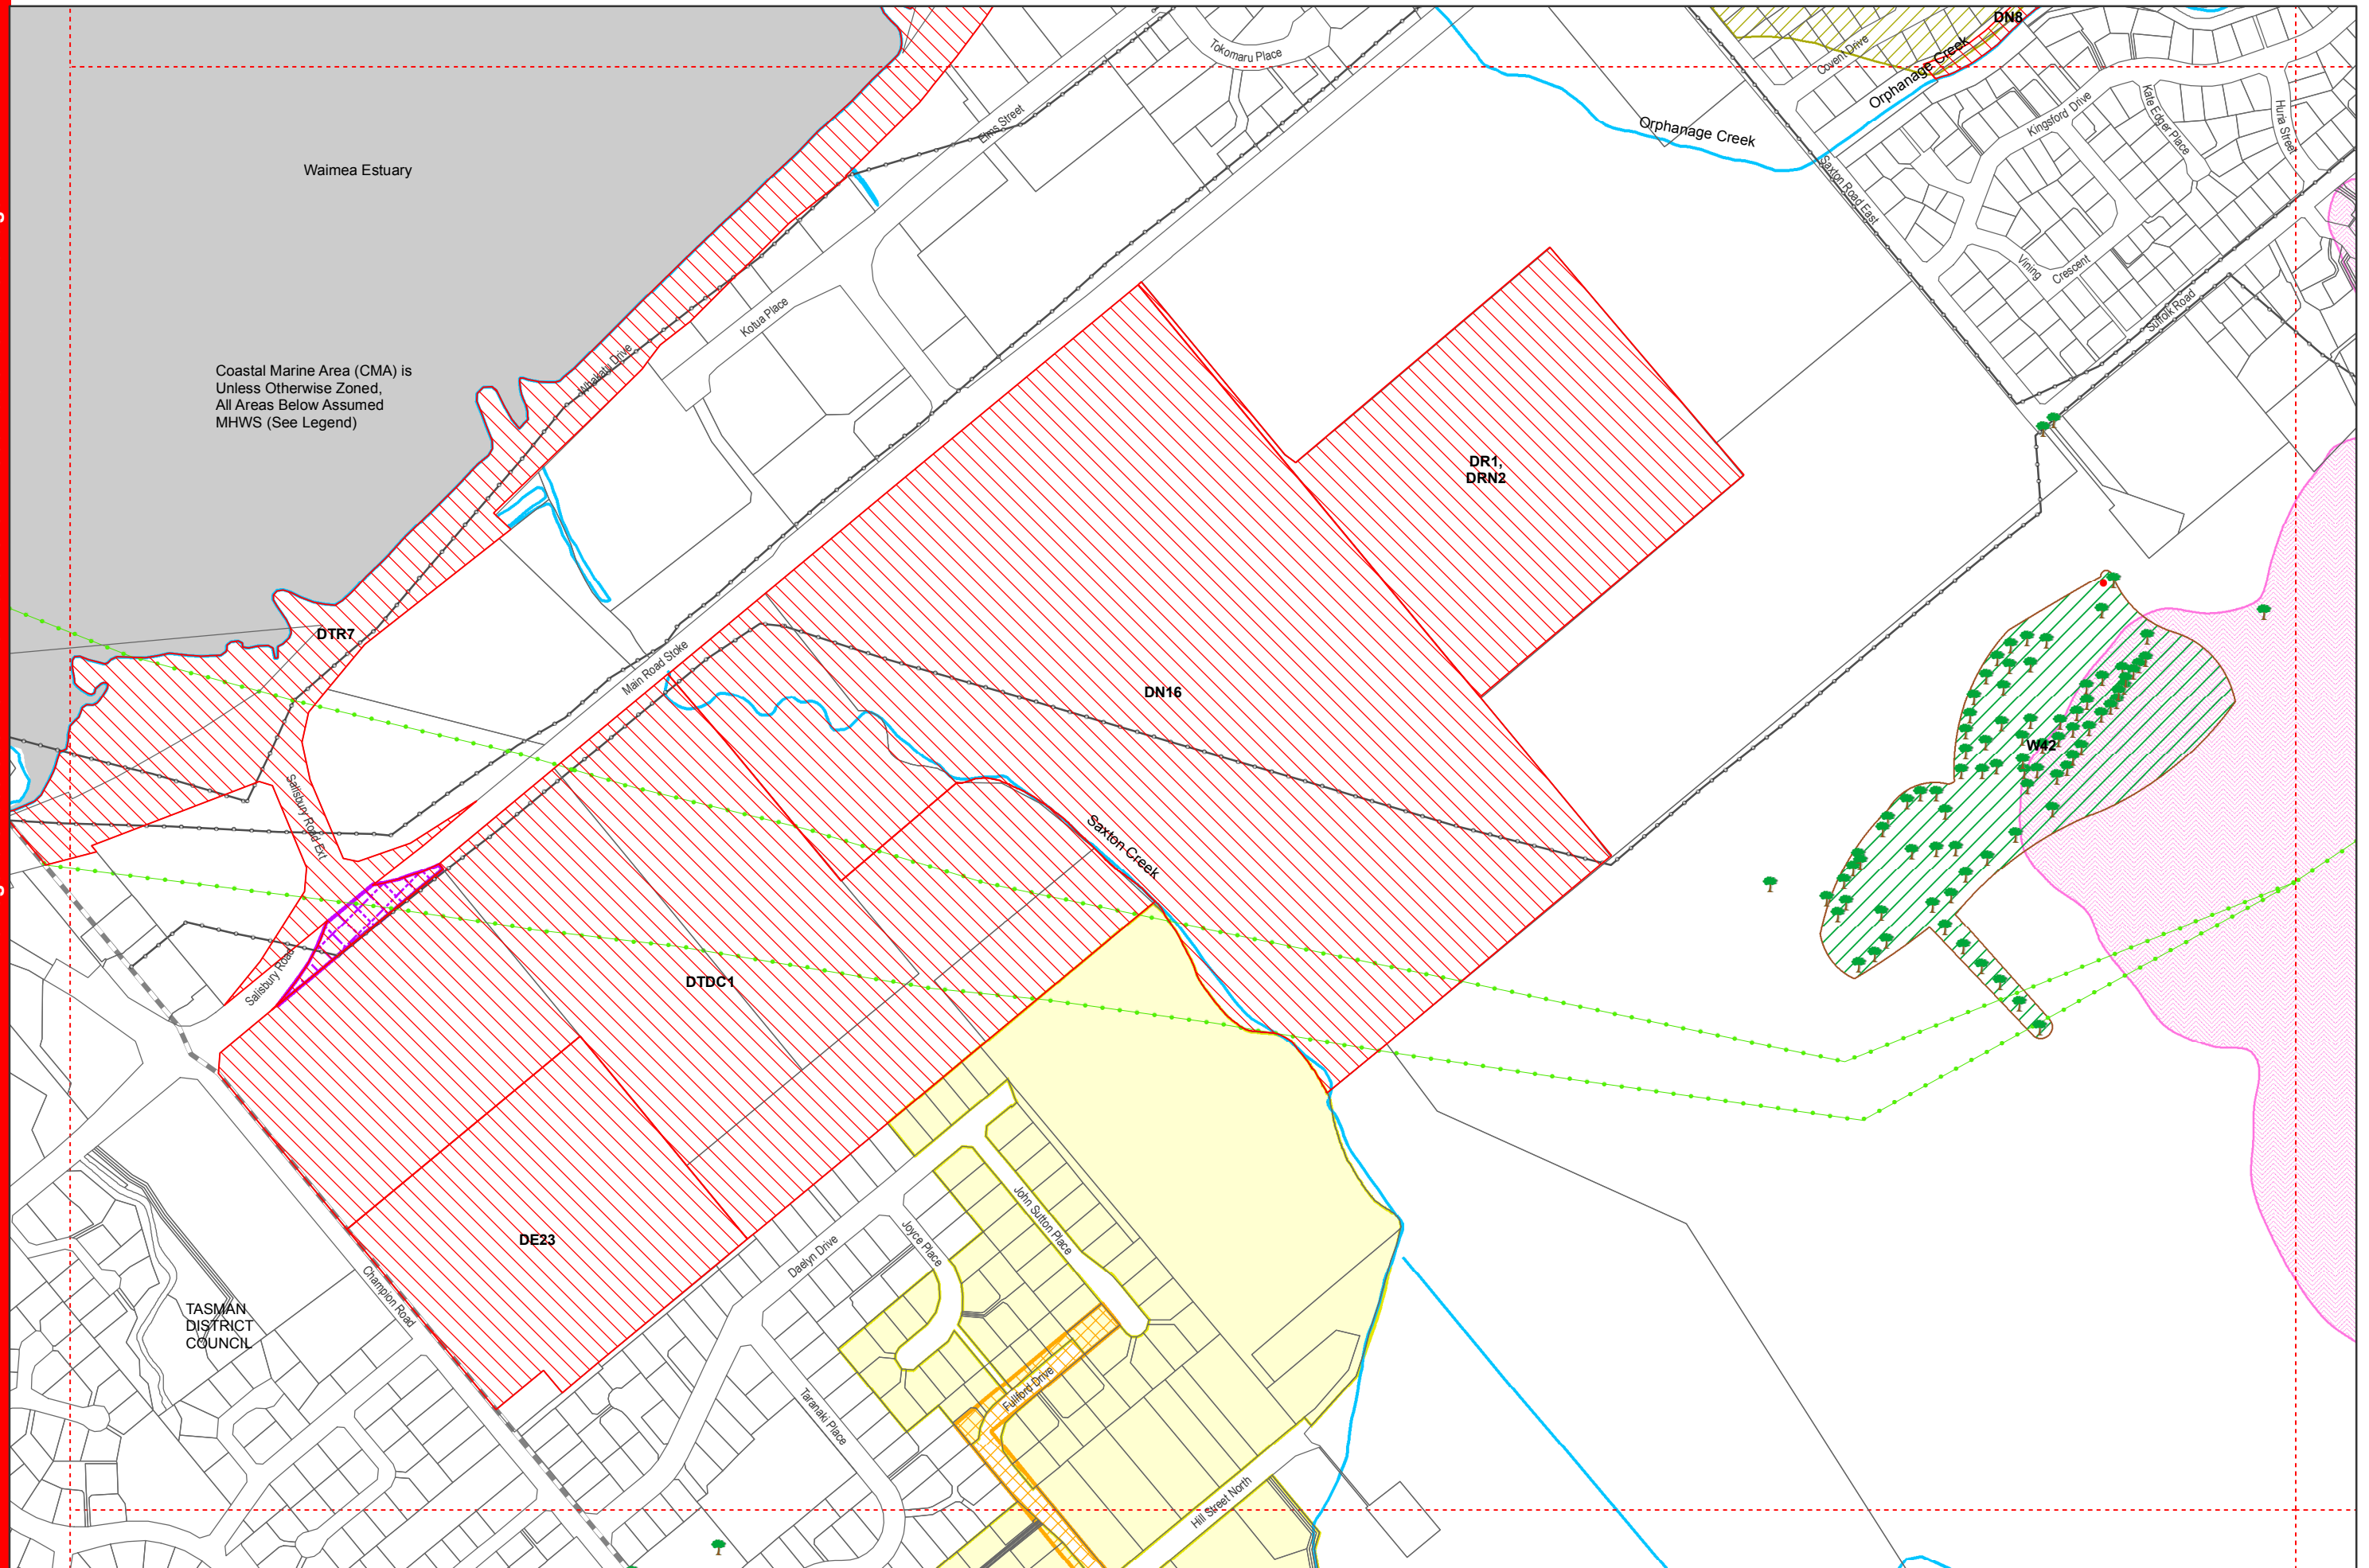 DN8
Tokomaru Place
Covent Drive
Orphanage Creek
Elms Street
Orphanage Creek
Kingsford Drive
Kate Edger Place
Huria Street
Waimea Estuary
Saxton Road East
Vining
Crescent
Suffolk Road
Kotua Place
Whakatu Drive
Coastal Marine Area (CMA) is
Unless Otherwise Zoned,
All Areas Below Assumed
MHWS (See Legend)
DR1,
DRN2
DTR7
Main Road Stoke
DN16
W42
Salisbury Road Ext
Saxton Creek
Salisbury Road
DTDC1
John Sutton Place
Joyce Place
DE23
Daelyn Drive
Champion Road
TASMAN
DISTRICT
COUNCIL
Fullford Drive
Taranaki Place
Hill Street North